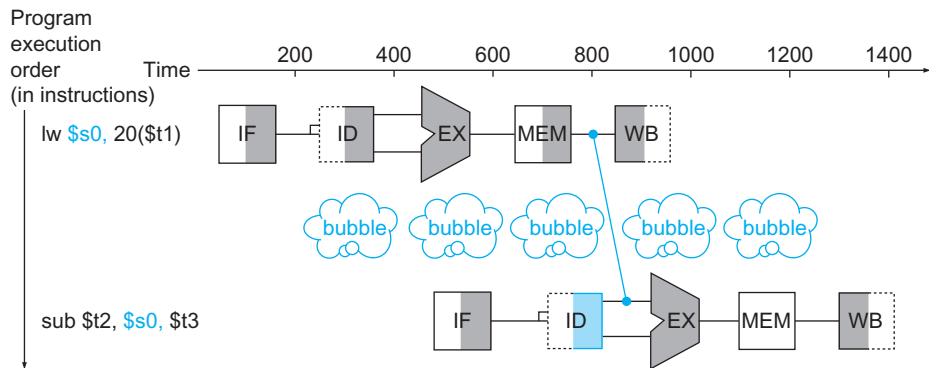 Program
execution
order
(in instructions)
Time
200 400 600 800 1000 1200 1400
lw $s0, 20($t1)
IF ID EX MEM WB
bubble bubble bubble bubble bubble
sub $t2, $s0, $t3
IF ID EX MEM WB